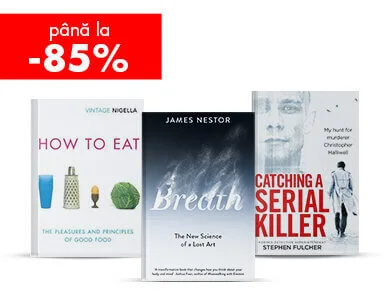 până la
-85%
VINTAGE NIGELLA
HOW TO EAT
THE PLEASURES AND PRINCIPLES
OF GOOD FOOD
JAMES NESTOR
Breath
The New Science
of a Lost Art
My hunt for
murderer
Christopher
Halliwell
CATCHING A
SERIAL
KILLER
STEPHEN FULCHER